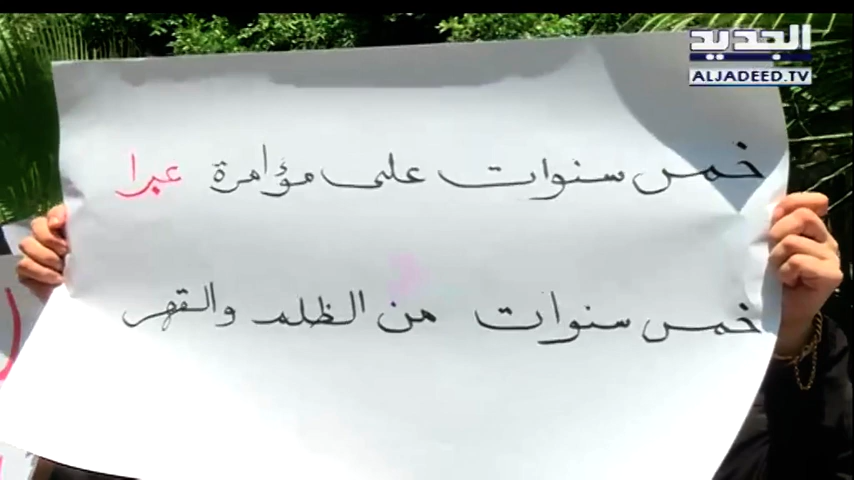 الجديد
ALJADEED.TV
خمس سنوات على مؤامرة عبرا
خمس سنوات من الظلم والقهر